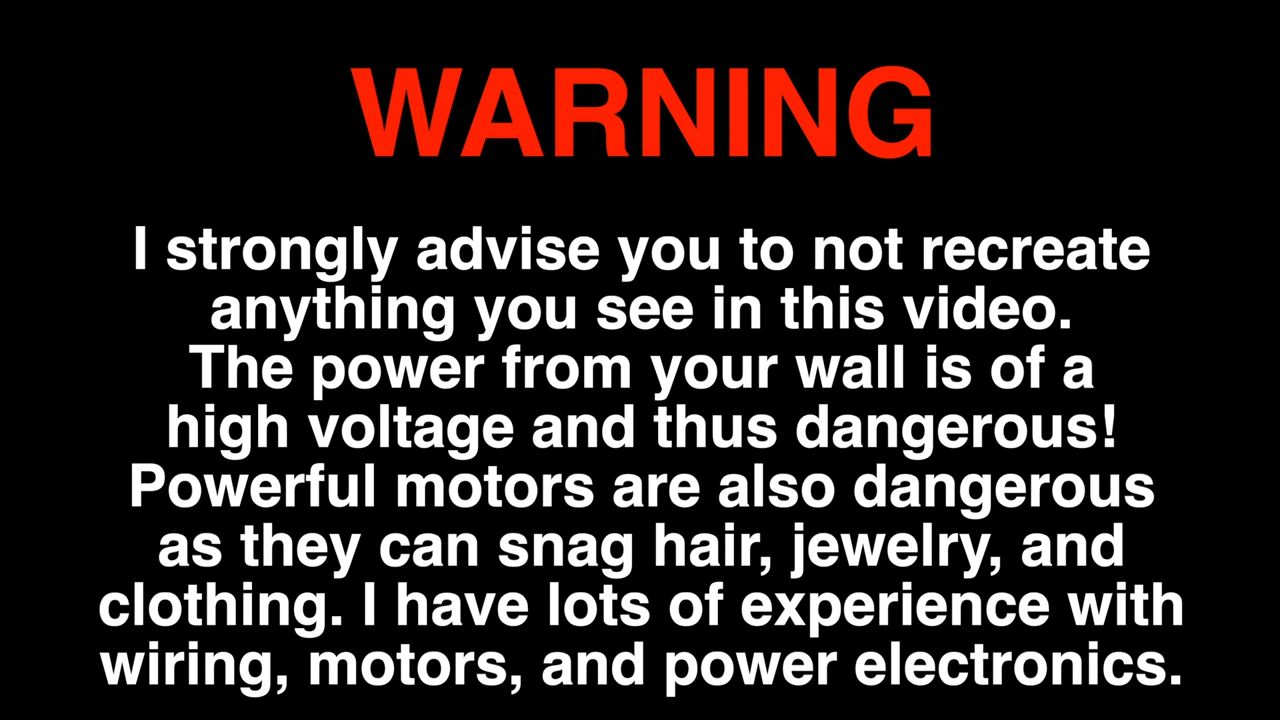 WARNING
I strongly advise you to not recreate
anything you see in this video.
The power from your wall is of a
high voltage and thus dangerous!
Powerful motors are also dangerous
as they can snag hair, jewelry, and
clothing. I have lots of experience with
wiring, motors, and power electronics.